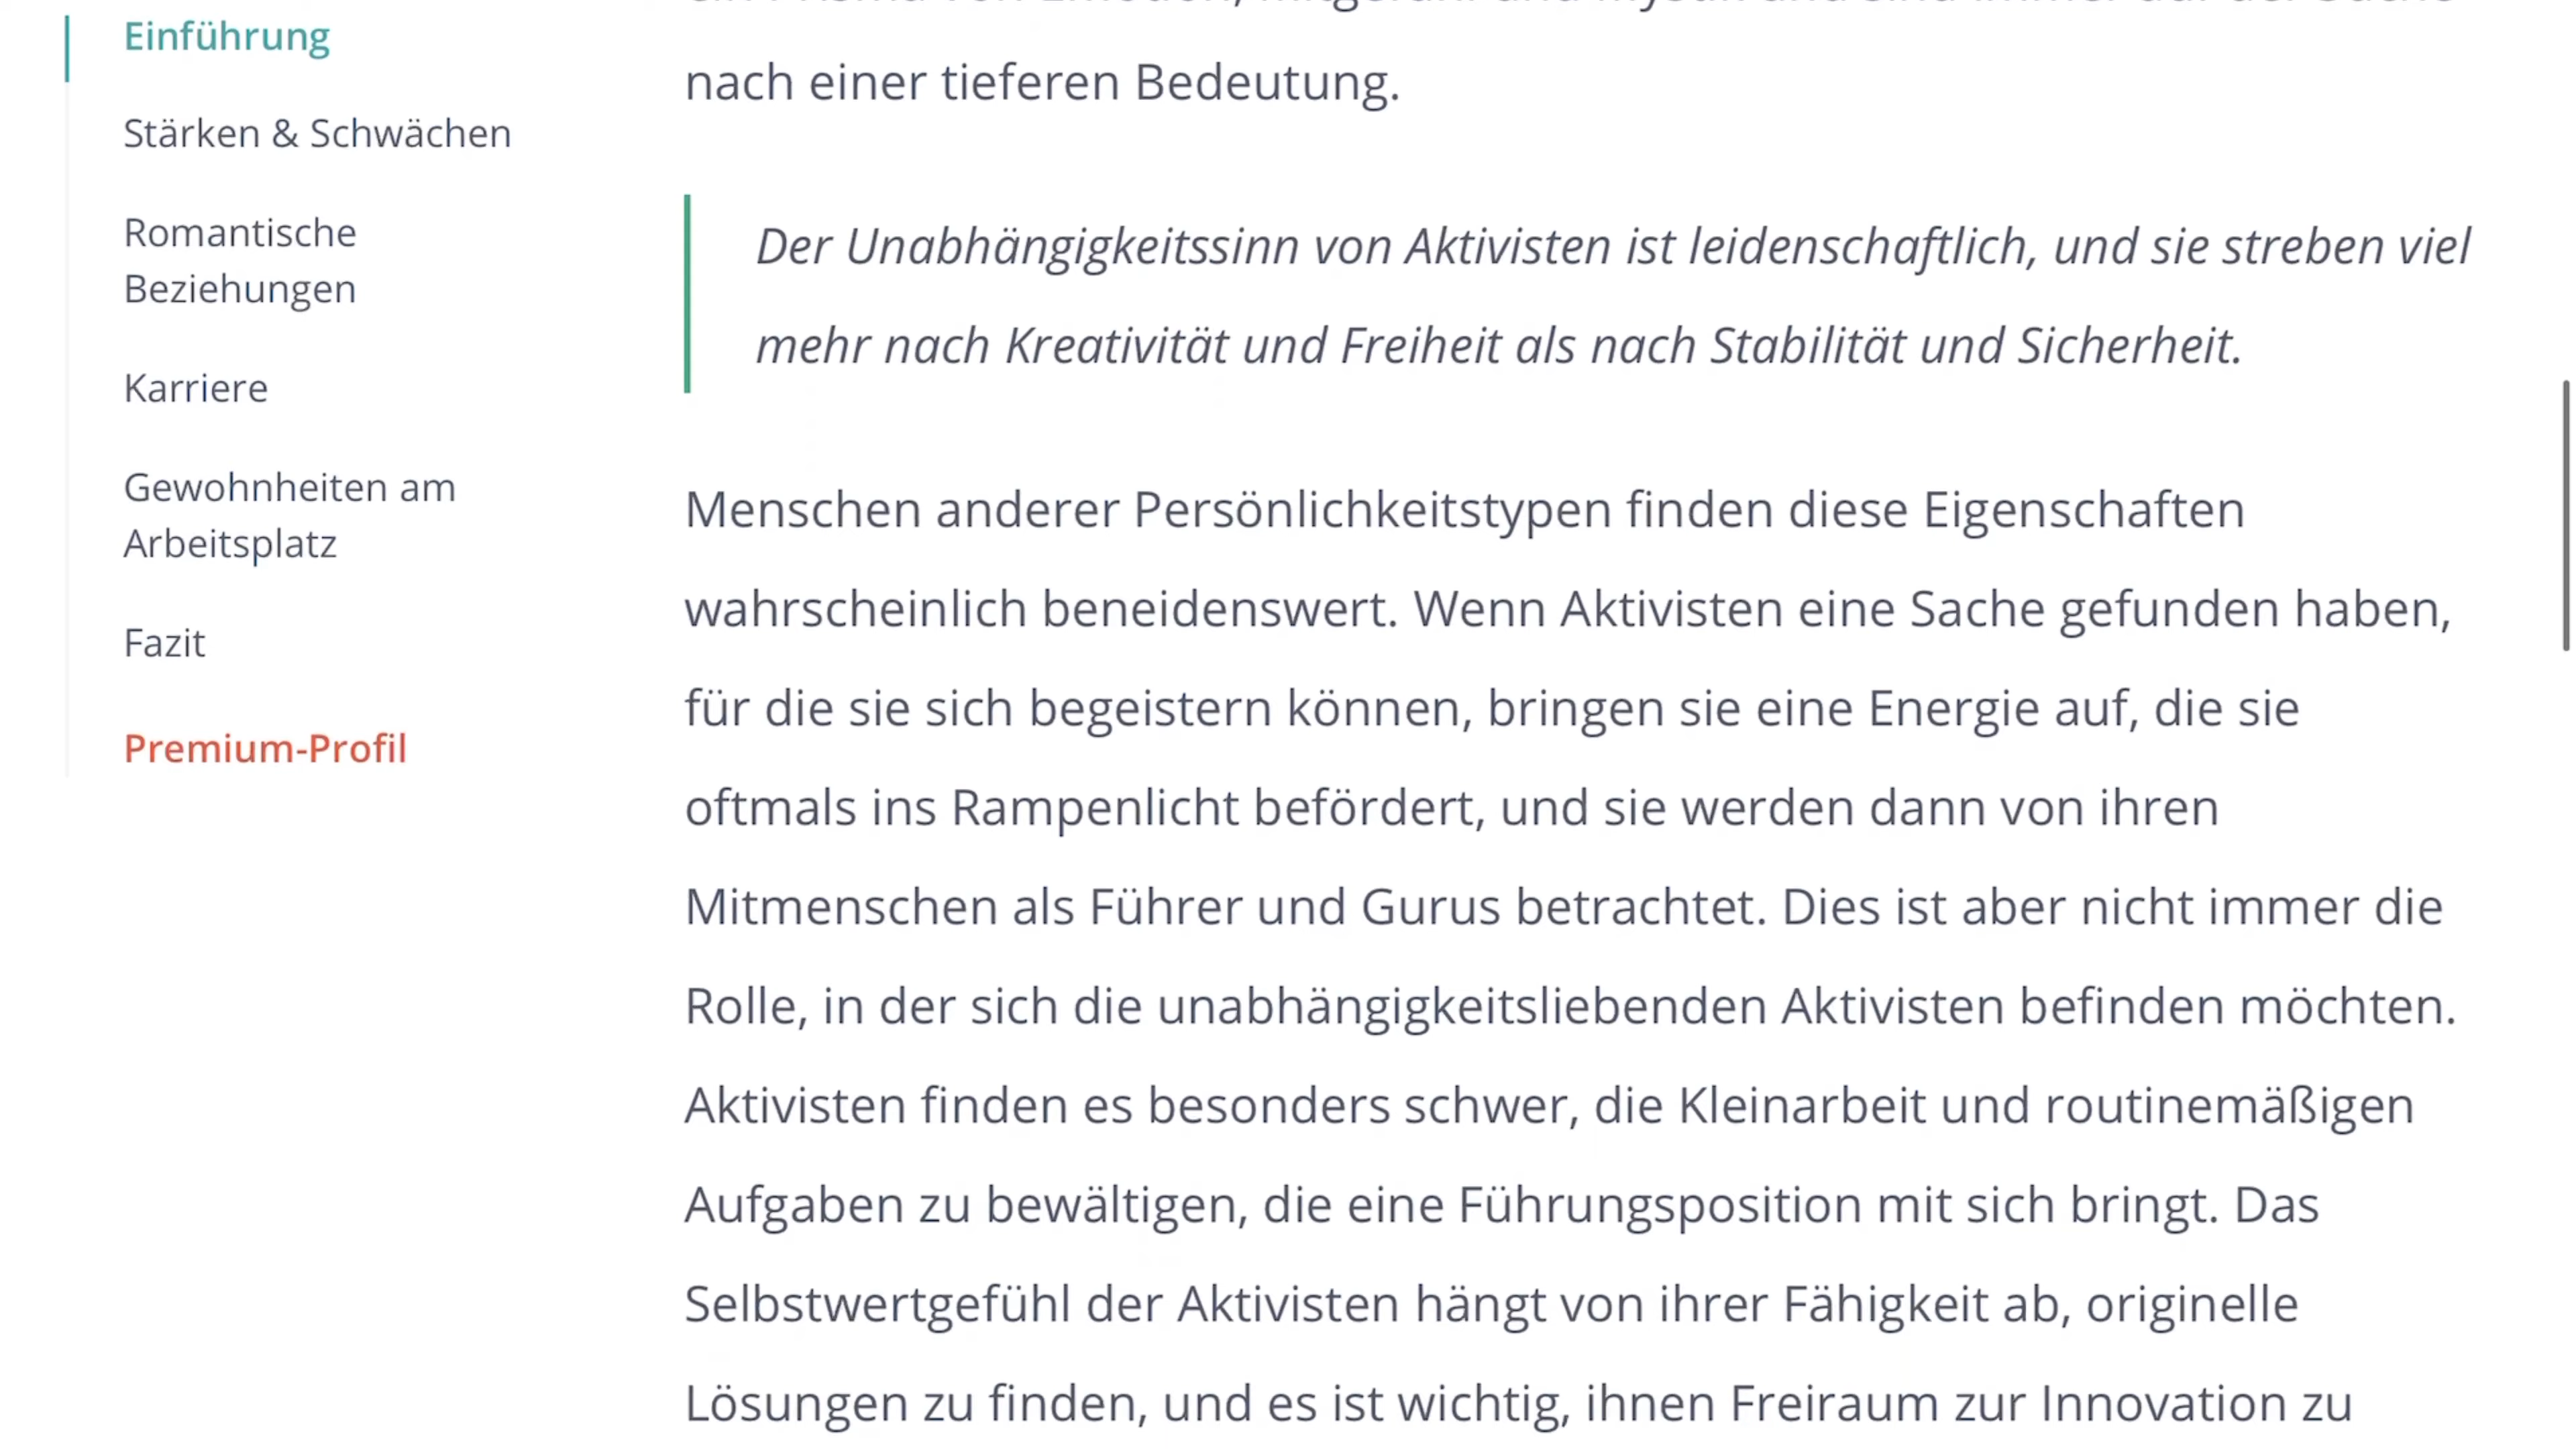 Einführung
Stärken & Schwächen
Romantische
Beziehungen
Karriere
Gewohnheiten am
Arbeitsplatz
Fazit
Premium-Profil
nach einer tieferen Bedeutung.
Der Unabhängigkeitssinn von Aktivisten ist leidenschaftlich, und sie streben viel
mehr nach Kreativität und Freiheit als nach Stabilität und Sicherheit.
Menschen anderer Persönlichkeitstypen finden diese Eigenschaften
wahrscheinlich beneidenswert. Wenn Aktivisten eine Sache gefunden haben,
für die sie sich begeistern können, bringen sie eine Energie auf, die sie
oftmals ins Rampenlicht befördert, und sie werden dann von ihren
Mitmenschen als Führer und Gurus betrachtet. Dies ist aber nicht immer die
Rolle, in der sich die unabhängigkeitsliebenden Aktivisten befinden möchten.
Aktivisten finden es besonders schwer, die Kleinarbeit und routinemäßigen
Aufgaben zu bewältigen, die eine Führungsposition mit sich bringt. Das
Selbstwertgefühl der Aktivisten hängt von ihrer Fähigkeit ab, originelle
Lösungen zu finden, und es ist wichtig, ihnen Freiraum zur Innovation zu